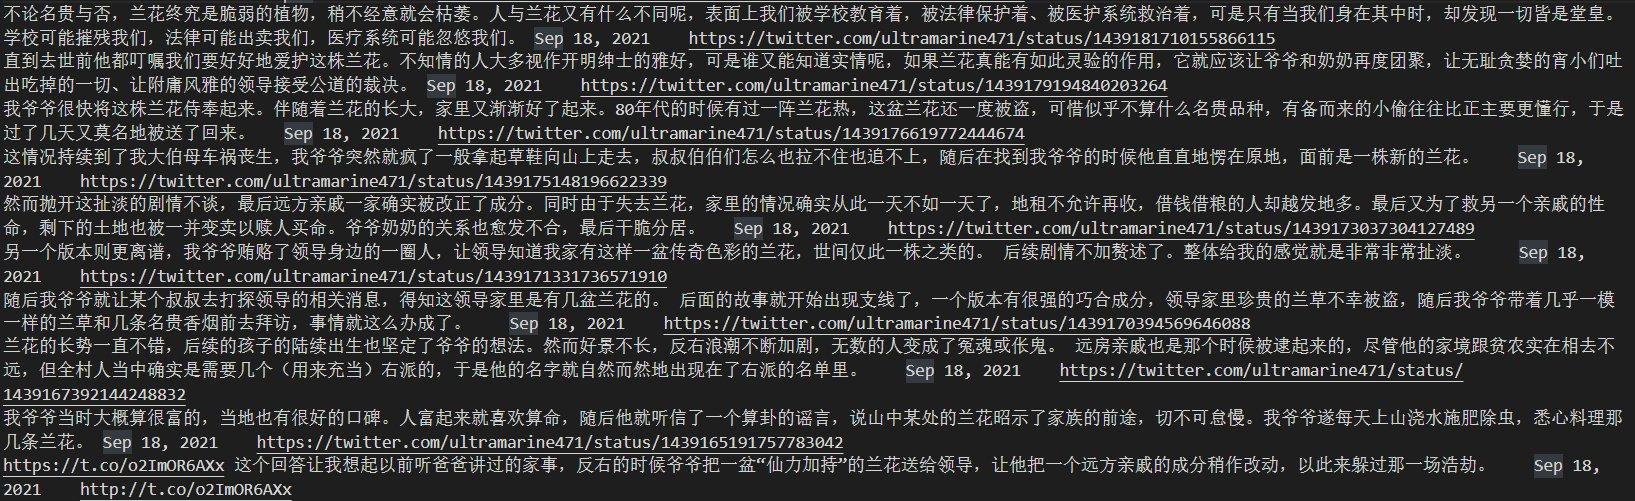 不论名贵与否，兰花终究是脆弱的植物，稍不经意就会枯萎。人与兰花又有什么不同呢，表面上我们被学校教育着，被法律保护着、被医护系统救治着，可是只有当我们身在其中时，却发现一切皆是堂皇。
学校可能摧残我们，法律可能出卖我们，医疗系统可能忽悠我们。 Sep 18, 2021    https://twitter.com/ultramarine471/status/1439181710155866115
直到去世前他都叮嘱我们要好好地爱护这株兰花。不知情的人大多视作开明绅士的雅好，可是谁又能知道实情呢，如果兰花真能有如此灵验的作用，它就应该让爷爷和奶奶再度团聚，让无耻贪婪的宵小们吐
出吃掉的一切、让附庸风雅的领导接受公道的裁决。 Sep 18, 2021    https://twitter.com/ultramarine471/status/1439179194840203264
我爷爷很快将这株兰花侍奉起来。伴随着兰花的长大，家里又渐渐好了起来。80年代的时候有过一阵兰花热，这盆兰花还一度被盗，可惜似乎不算什么名贵品种，有备而来的小偷往往比正主要更懂行，于是
过了几天又莫名地被送了回来。   Sep 18, 2021    https://twitter.com/ultramarine471/status/1439176619772444674
这情况持续到了我大伯母车祸丧生，我爷爷突然就疯了一般拿起草鞋向山上走去，叔叔伯伯们怎么也拉不住也追不上，随后在找到我爷爷的时候他直直地愣在原地，面前是一株新的兰花。    Sep 18,
2021    https://twitter.com/ultramarine471/status/1439175148196622339
然而抛开这扯淡的剧情不谈，最后远方亲戚一家确实被改正了成分。同时由于失去兰花，家里的情况确实从此一天不如一天了，地租不允许再收，借钱借粮的人却越发地多。最后又为了救另一个亲戚的性
命，剩下的土地也被一并变卖以赎人买命。爷爷奶奶的关系也愈发不合，最后干脆分居。   Sep 18, 2021    https://twitter.com/ultramarine471/status/1439173037304127489
另一个版本则更离谱，我爷爷贿赂了领导身边的一圈人，让领导知道我家有这样一盆传奇色彩的兰花，世间仅此一株之类的。 后续剧情不加赘述了。整体给我的感觉就是非常非常扯淡。    Sep 18,
2021    https://twitter.com/ultramarine471/status/1439171331736571910
随后我爷爷就让某个叔叔去打探领导的相关消息，得知这领导家里是有几盆兰花的。 后面的故事就开始出现支线了，一个版本有很强的巧合成分，领导家里珍贵的兰草不幸被盗，随后我爷爷带着几乎一模
一样的兰草和几条名贵香烟前去拜访，事情就这么办成了。   Sep 18, 2021    https://twitter.com/ultramarine471/status/1439170394569646088
兰花的长势一直不错，后续的孩子的陆续出生也坚定了爷爷的想法。然而好景不长，反右浪潮不断加剧，无数的人变成了冤魂或伥鬼。 远房亲戚也是那个时候被逮起来的，尽管他的家境跟贫农实在相去不
远，但全村人当中确实是需要几个（用来充当）右派的，于是他的名字就自然而然地出现在了右派的名单里。   Sep 18, 2021    https://twitter.com/ultramarine471/status/
1439167392144248832
我爷爷当时大概算很富的，当地也有很好的口碑。人富起来就喜欢算命，随后他就听信了一个算卦的谣言，说山中某处的兰花昭示了家族的前途，切不可怠慢。我爷爷遂每天上山浇水施肥除虫，悉心料理那
几条兰花。 Sep 18, 2021    https://twitter.com/ultramarine471/status/1439165191757783042
https://t.co/o2ImOR6AXx 这个回答让我想起以前听爸爸讲过的家事，反右的时候爷爷把一盆“仙力加持”的兰花送给领导，让他把一个远方亲戚的成分稍作改动，以此来躲过那一场浩劫。    Sep 18,
2021    http://t.co/o2ImOR6AXx